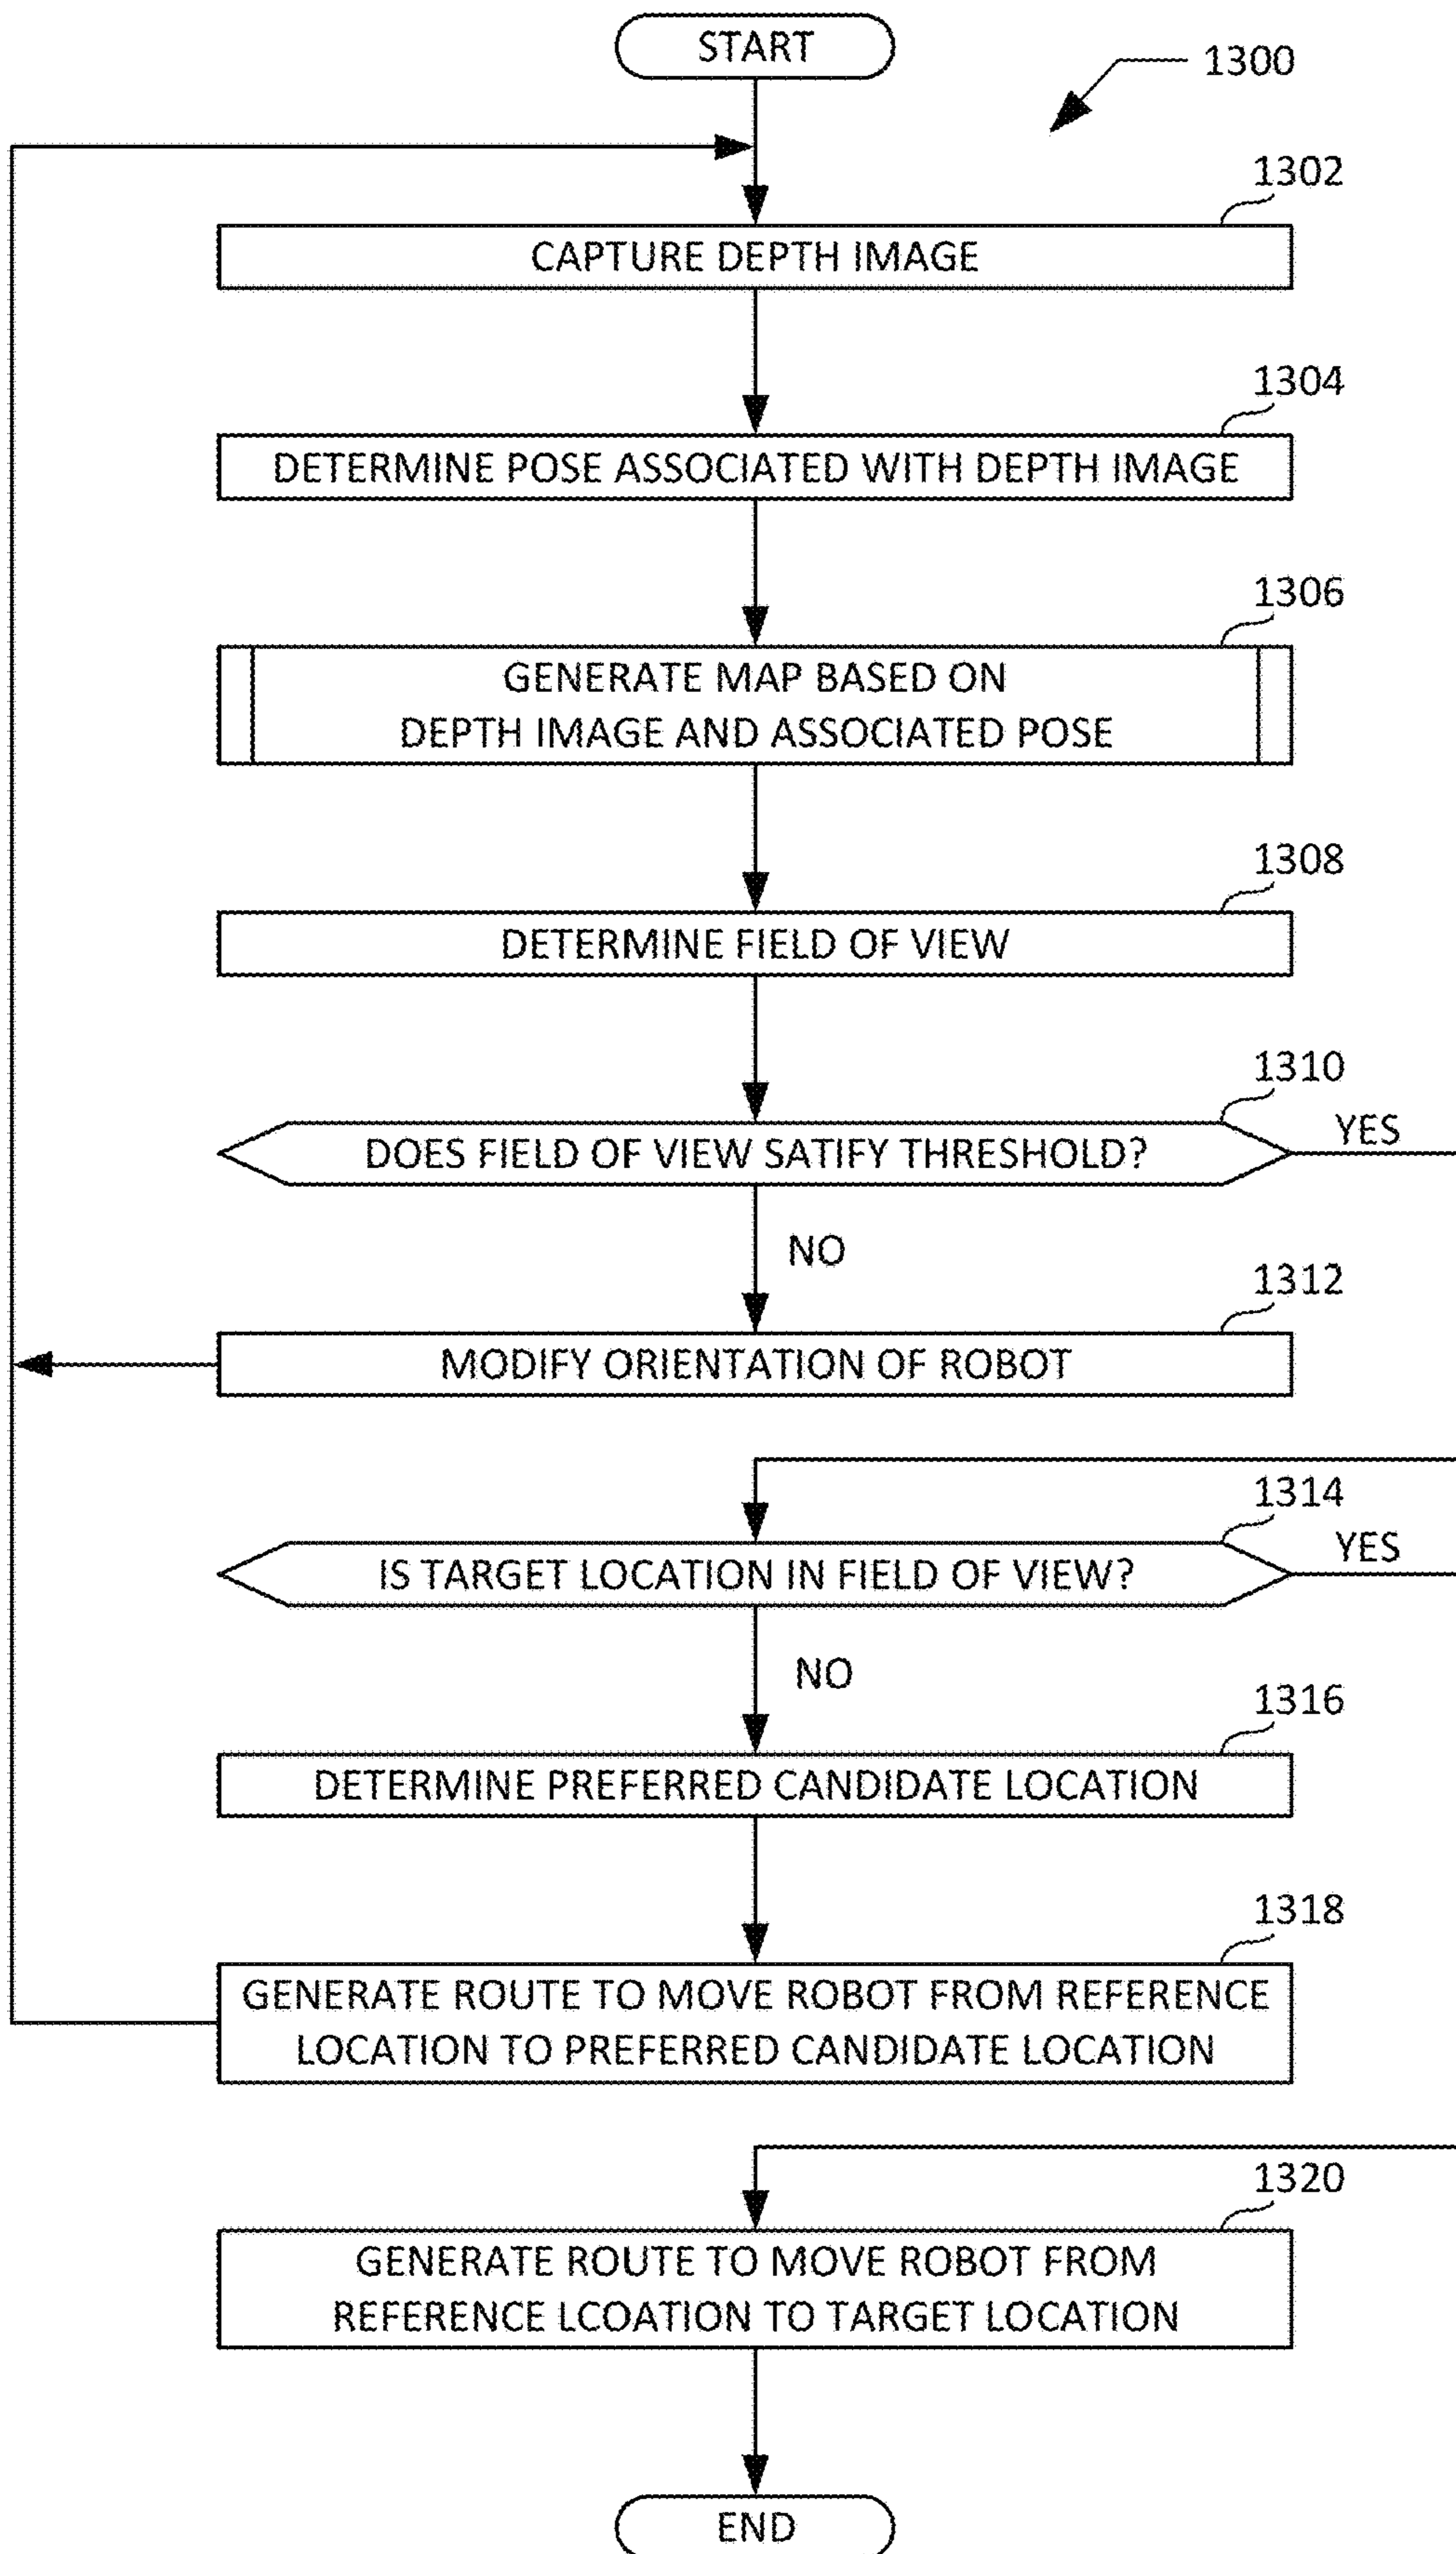 START
1300
1302
CAPTURE DEPTH IMAGE
1304
DETERMINE POSE ASSOCIATED WITH DEPTH IMAGE
1306
GENERATE MAP BASED ON
DEPTH IMAGE AND ASSOCIATED POSE
1308
DETERMINE FIELD OF VIEW
1310
DOES FIELD OF VIEW SATIFY THRESHOLD?
YES
NO
1312
MODIFY ORIENTATION OF ROBOT
1314
IS TARGET LOCATION IN FIELD OF VIEW?
YES
NO
1316
DETERMINE PREFERRED CANDIDATE LOCATION
1318
GENERATE ROUTE TO MOVE ROBOT FROM REFERENCE
LOCATION TO PREFERRED CANDIDATE LOCATION
1320
GENERATE ROUTE TO MOVE ROBOT FROM
REFERENCE LCOATION TO TARGET LOCATION
END